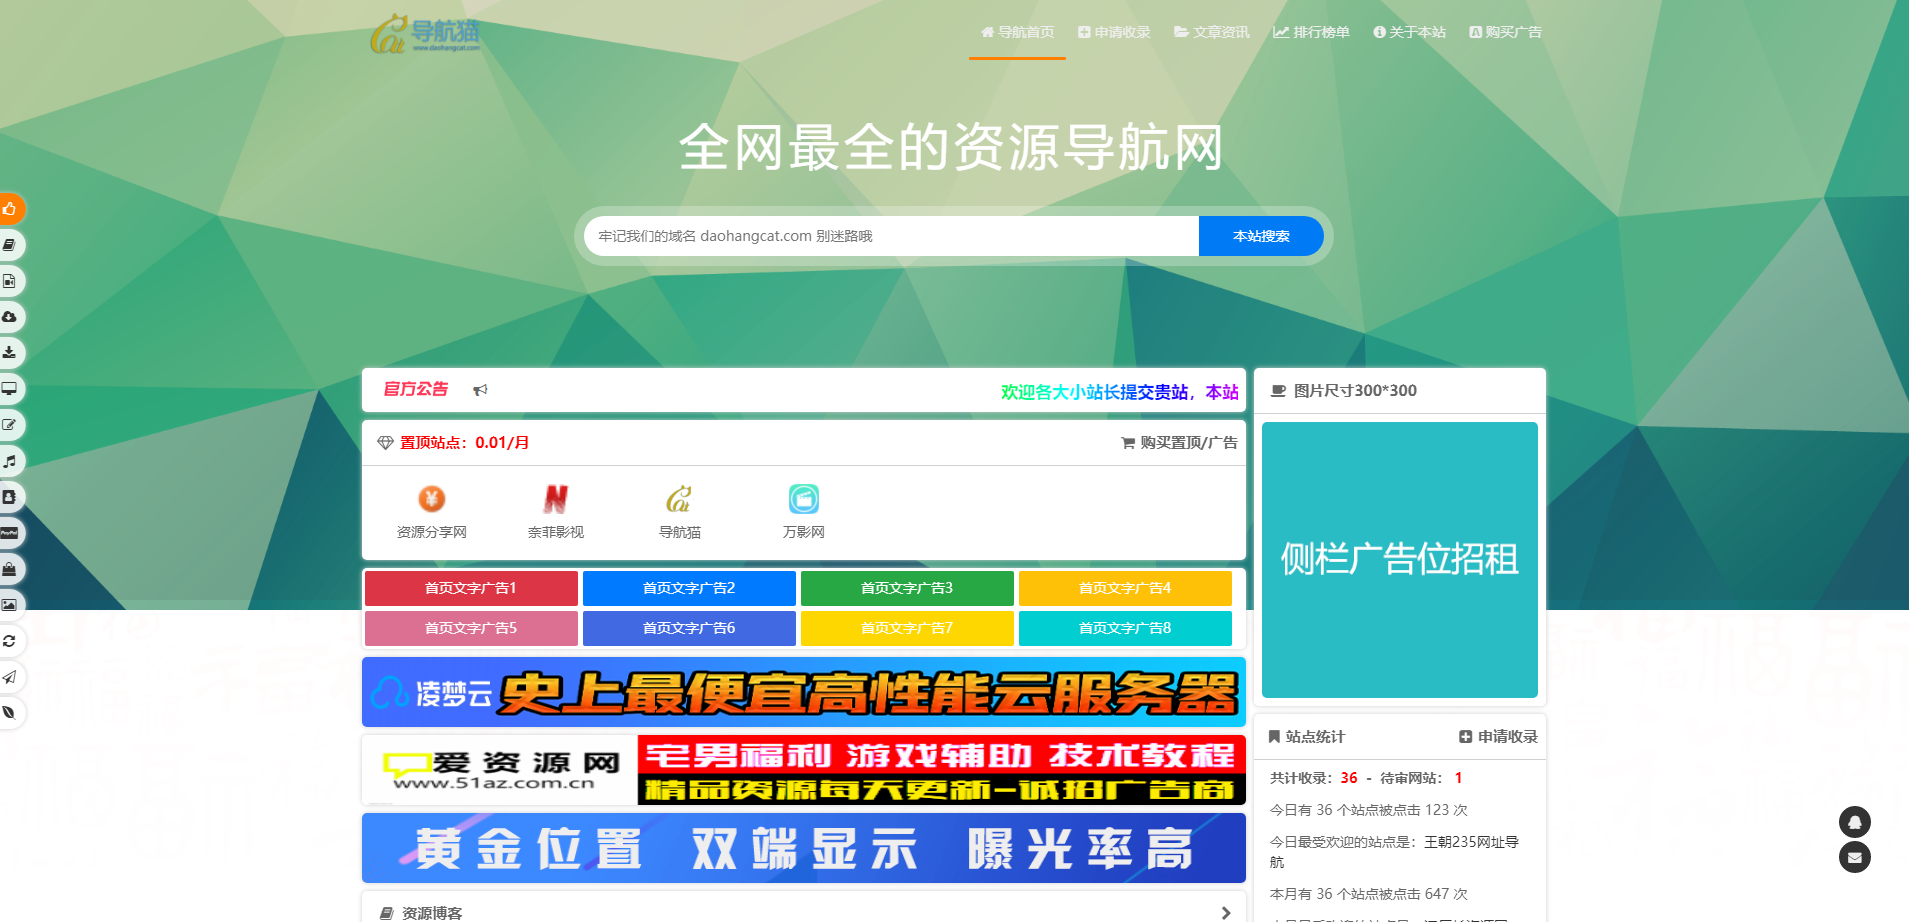 导航猫
www.daohangcat.com
导航首页
申请收录
文章资讯
排行榜单
关于本站
购买广告
全网最全的资源导航网
牢记我们的域名 daohangcat.com 别迷路哦
本站搜索
官方公告
欢迎各大小站长提交贵站，本站
置顶站点：0.01/月
购买置顶/广告
资源分享网
奈菲影视
导航猫
万影网
首页文字广告1
首页文字广告2
首页文字广告3
首页文字广告4
首页文字广告5
首页文字广告6
首页文字广告7
首页文字广告8
凌梦云 史上最便宜高性能云服务器
爱资源网
www.51az.com.cn
宅男福利 游戏辅助 技术教程
精品资源每天更新-诚招广告商
黄金位置 双端显示 曝光率高
资源博客
图片尺寸300*300
侧栏广告位招租
站点统计
申请收录
共计收录：36 - 待审网站： 1
今日有 36 个站点被点击 123 次
今日最受欢迎的站点是：王朝235网址导
航
本月有 36 个站点被点击 647 次